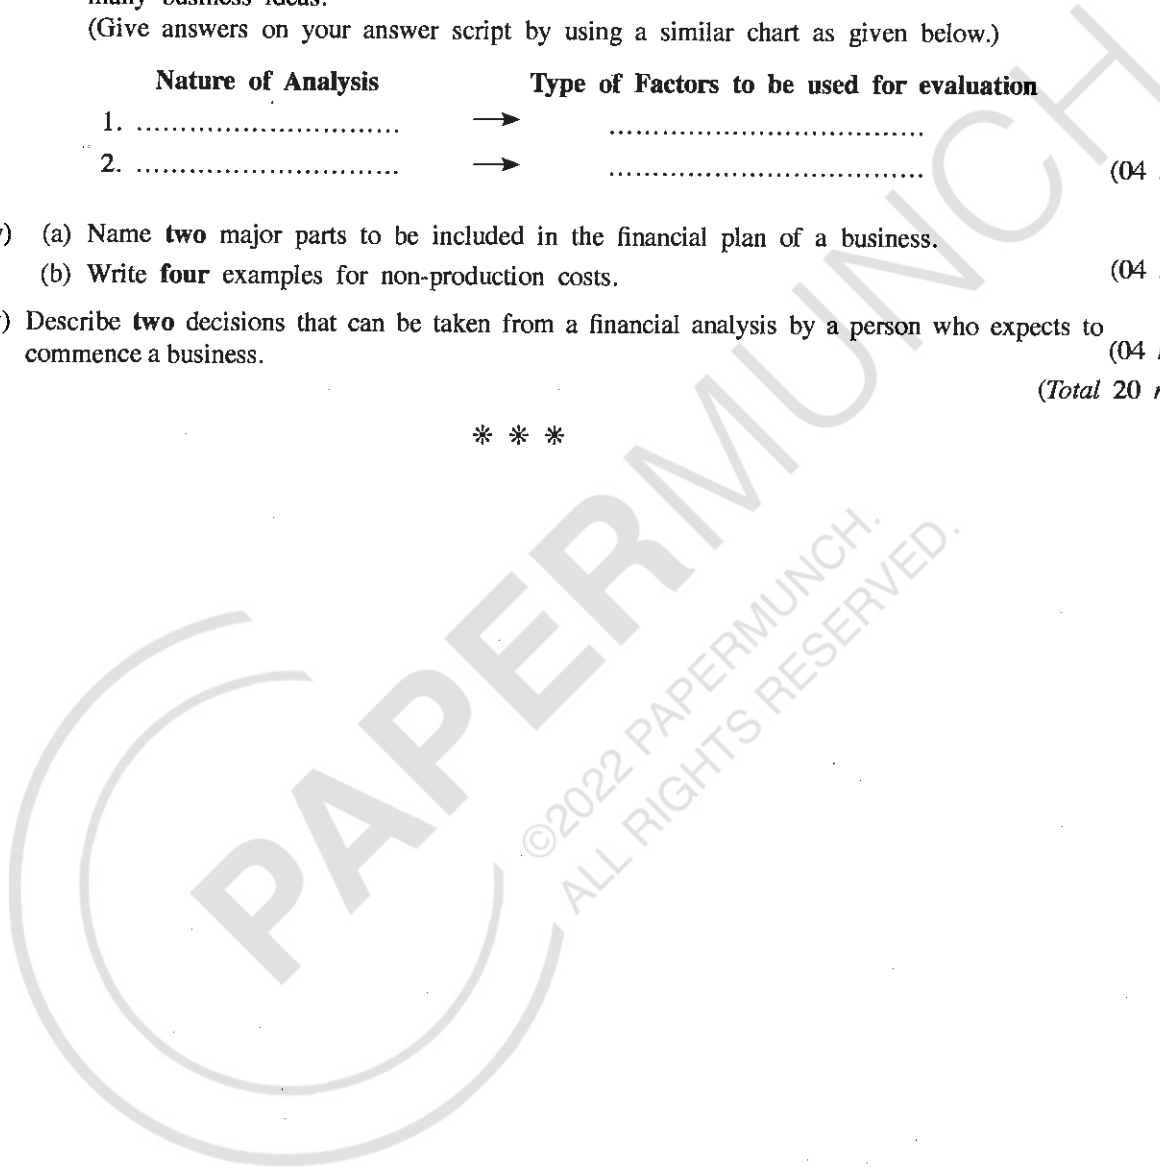 many business ideas.
(Give answers on your answer script by using a similar chart as given below.)
Nature of Analysis Type of Factors to be used for evaluation
1. .............................. → ....................................
2. .............................. → .................................... (04
) (a) Name two major parts to be included in the financial plan of a business.
(b) Write four examples for non-production costs. (04
) Describe two decisions that can be taken from a financial analysis by a person who expects to
commence a business. (04
(Total 20
* * *
PAPERMUNCH
©2022 PAPERMUNCH.
ALL RIGHTS RESERVED.